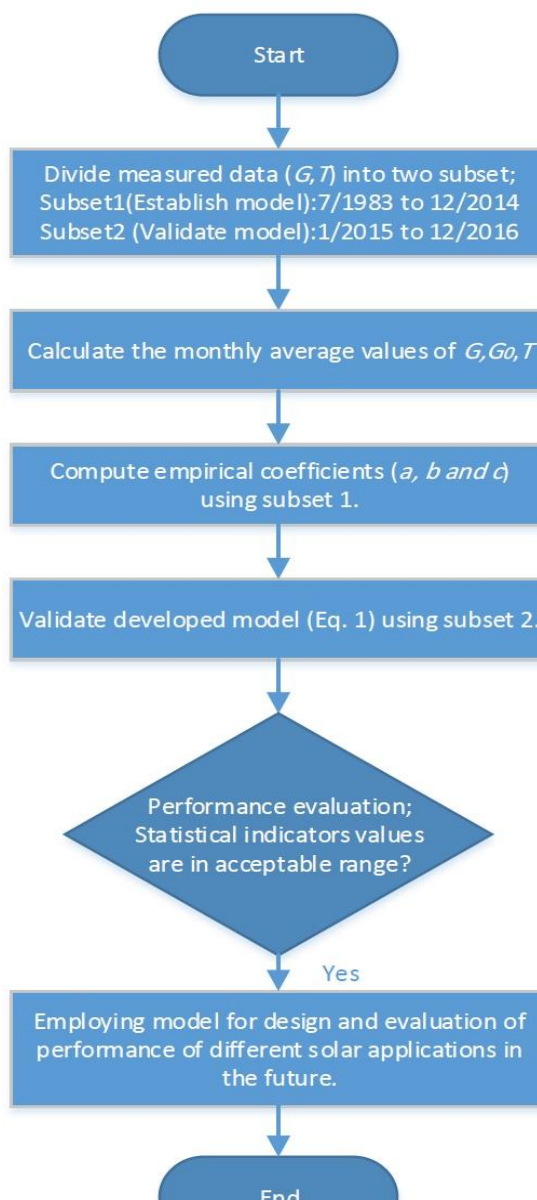 Start
Divide measured data (G,T) into two subset;
Subset1(Establish model):7/1983 to 12/2014
Subset2 (Validate model):1/2015 to 12/2016
Calculate the monthly average values of G,G0,T
Compute empirical coefficients (a, b and c)
using subset 1.
Validate developed model (Eq. 1) using subset 2.
Performance evaluation;
Statistical indicators values
are in acceptable range?
Yes
Employing model for design and evaluation of
performance of different solar applications in
the future.
End